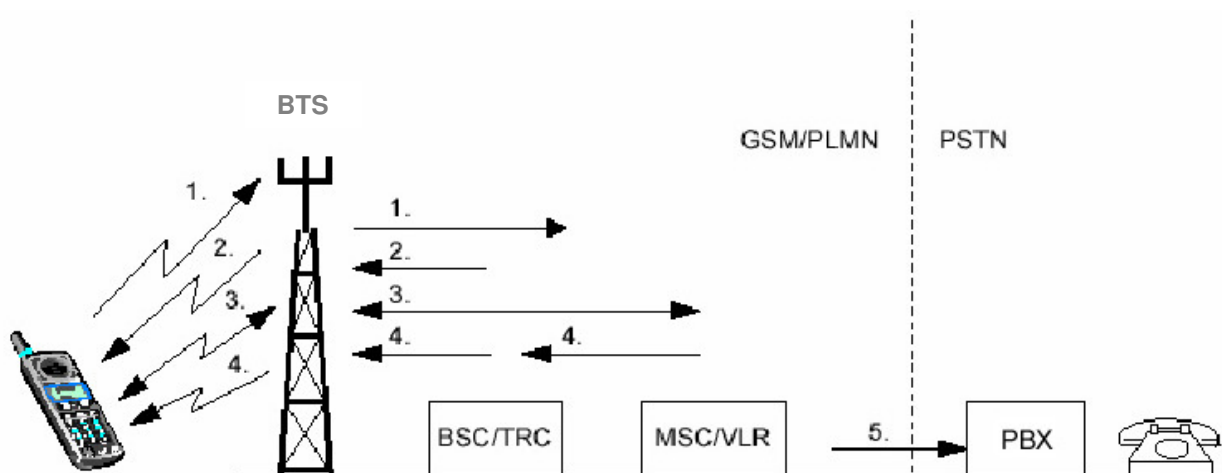 BTS
GSM/PLMN PSTN
1.
1.
2.
2.
3.
3.
4. 4.
4.
BSC/TRC MSC/VLR 5. PBX